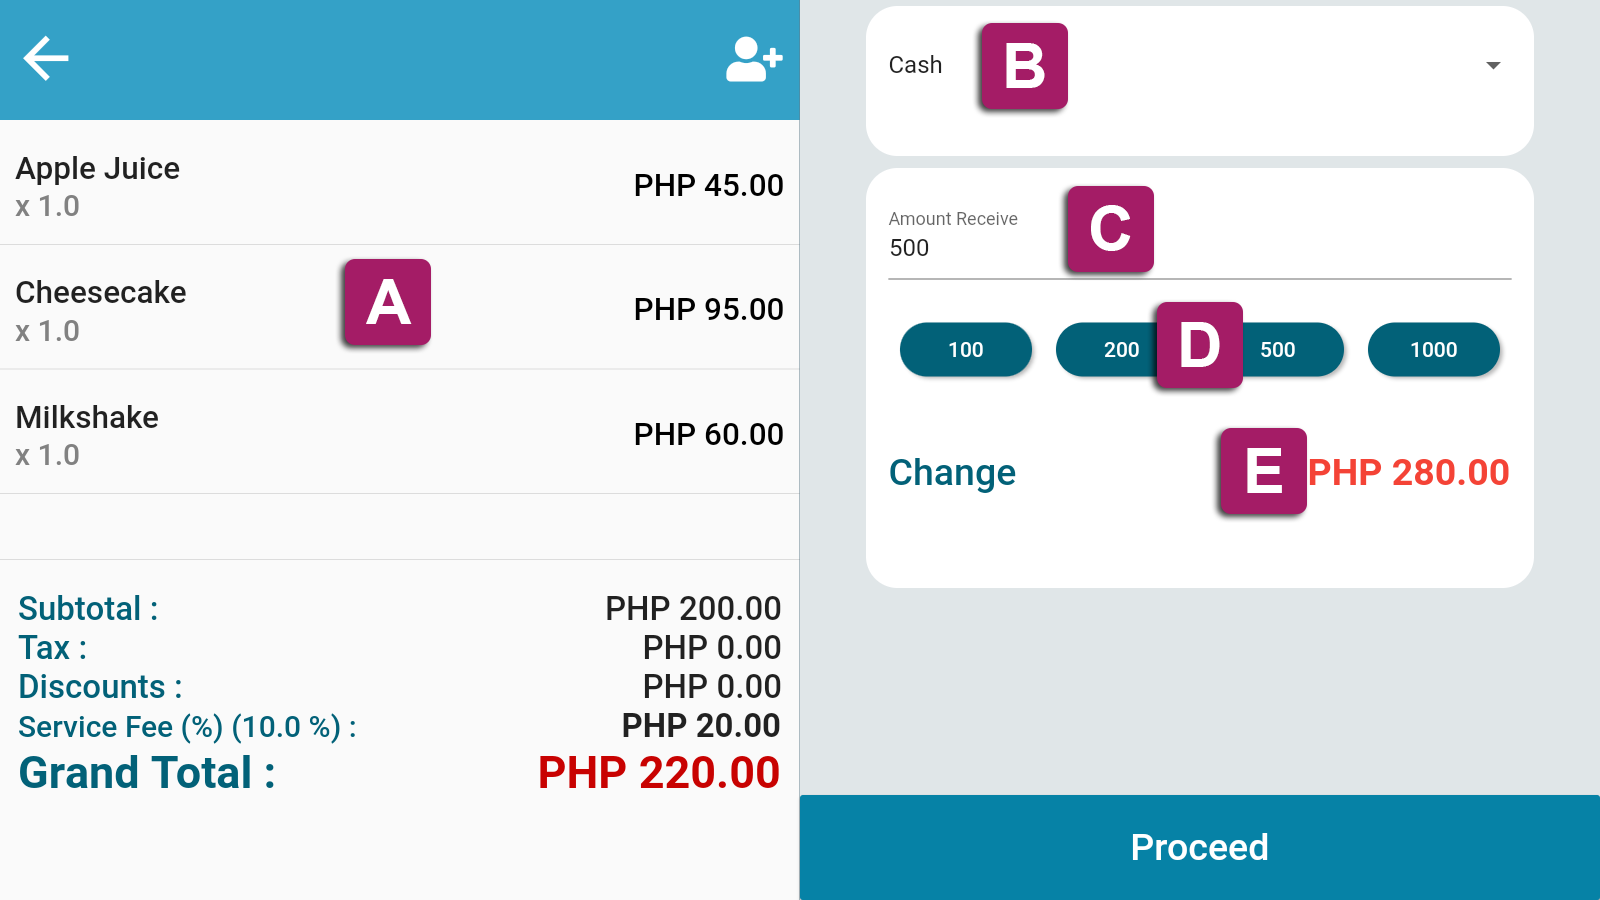 Apple Juice
x 1.0
PHP 45.00
Cheesecake
x 1.0
A
PHP 95.00
Milkshake
x 1.0
PHP 60.00
Subtotal : PHP 200.00
Tax : PHP 0.00
Discounts : PHP 0.00
Service Fee (%) (10.0 %) : PHP 20.00
Grand Total : PHP 220.00
Cash B
Amount Receive
500
C
100 200 D 500 1000
Change E PHP 280.00
Proceed